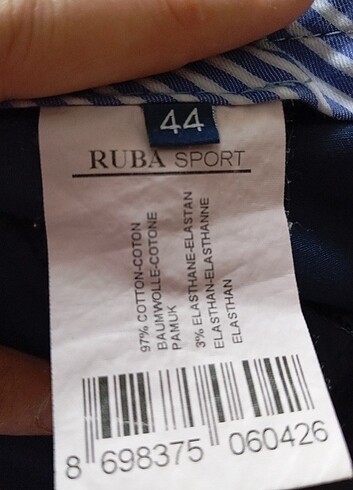 44
RUBA SPORT
97% COTTON-COTON
BAUMWOLLE-COTONE
PAMUK
3% ELASTHANE-ELASTAN
ELASTHAN-ELASTHANNE
ELASTHAN
8 698375 060426